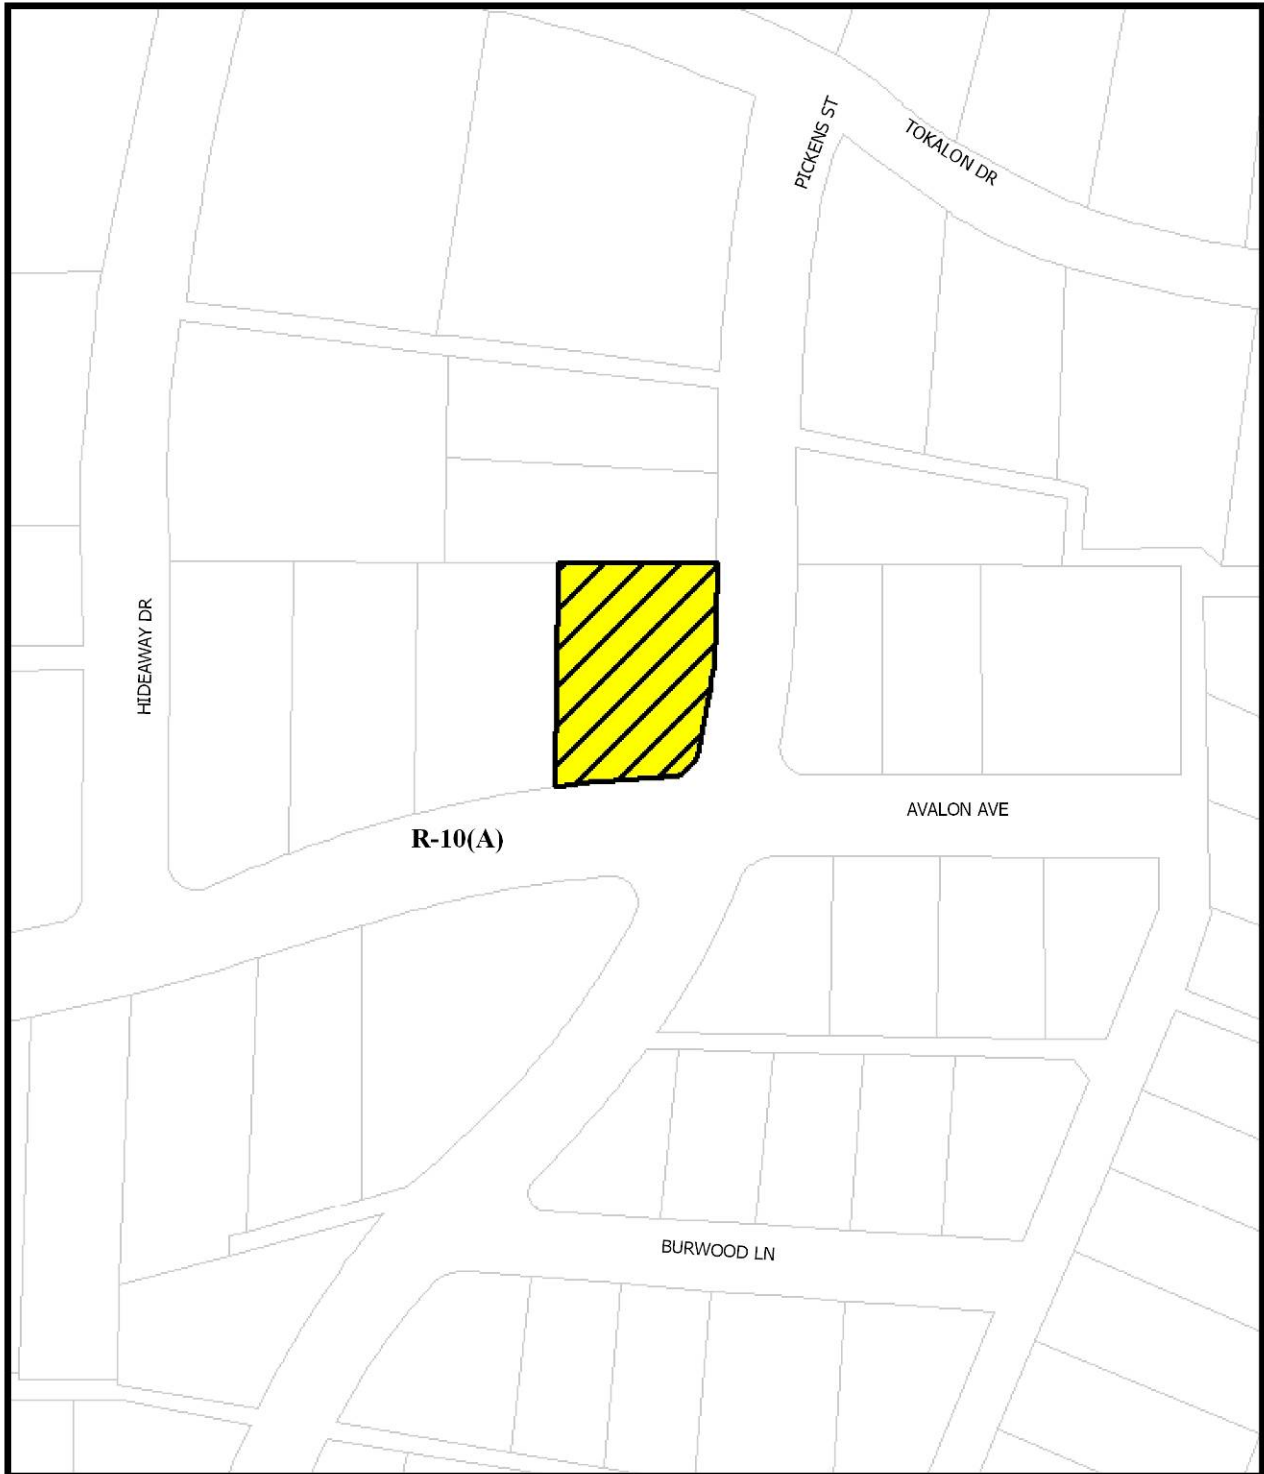 PICKENS ST
TOKALON DR
HIDEAWAY DR
AVALON AVE
R-10(A)
BURWOOD LN